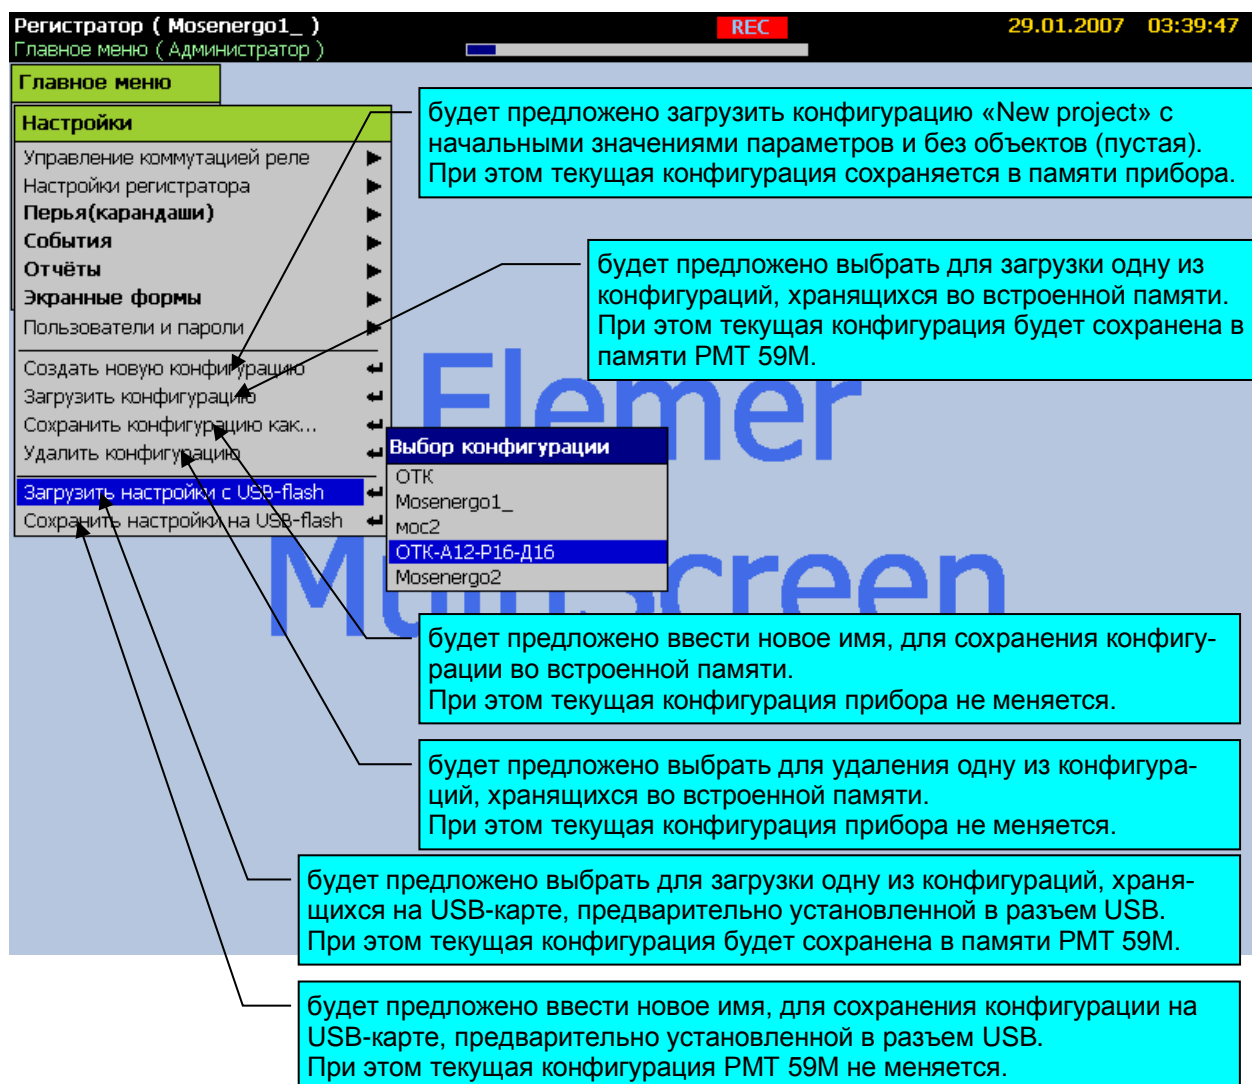 Регистратор ( Mosenergo1_ )
REC
29.01.2007 03:39:47
Главное меню ( Администратор )
Главное меню
Настройки
Управление коммутацией реле
Настройки регистратора
Перья(карандаши)
События
Отчёты
Экранные формы
Пользователи и пароли
Создать новую конфигурацию
Загрузить конфигурацию
Сохранить конфигурацию как...
Удалить конфигурацию
Загрузить настройки с USB-flash
Сохранить настройки на USB-flash
будет предложено загрузить конфигурацию «New project» с
начальными значениями параметров и без объектов (пустая).
При этом текущая конфигурация сохраняется в памяти прибора.
будет предложено выбрать для загрузки одну из
конфигураций, хранящихся во встроенной памяти.
При этом текущая конфигурация будет сохранена в
памяти РМТ 59М.
Elemer
Выбор конфигурации
ОТК
Mosenergo1_
мос2
ОТК-А12-Р16-Д16
Mosenergo2
MultiScreen
будет предложено ввести новое имя, для сохранения конфигу-
рации во встроенной памяти.
При этом текущая конфигурация прибора не меняется.
будет предложено выбрать для удаления одну из конфигура-
ций, хранящихся во встроенной памяти.
При этом текущая конфигурация прибора не меняется.
будет предложено выбрать для загрузки одну из конфигураций, храня-
щихся на USB-карте, предварительно установленной в разъем USB.
При этом текущая конфигурация будет сохранена в памяти РМТ 59М.
будет предложено ввести новое имя, для сохранения конфигурации на
USB-карте, предварительно установленной в разъем USB.
При этом текущая конфигурация РМТ 59М не меняется.